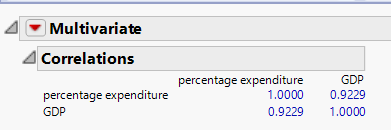 Multivariate
Correlations
percentage expenditure GDP
percentage expenditure 1.0000 0.9229
GDP 0.9229 1.0000